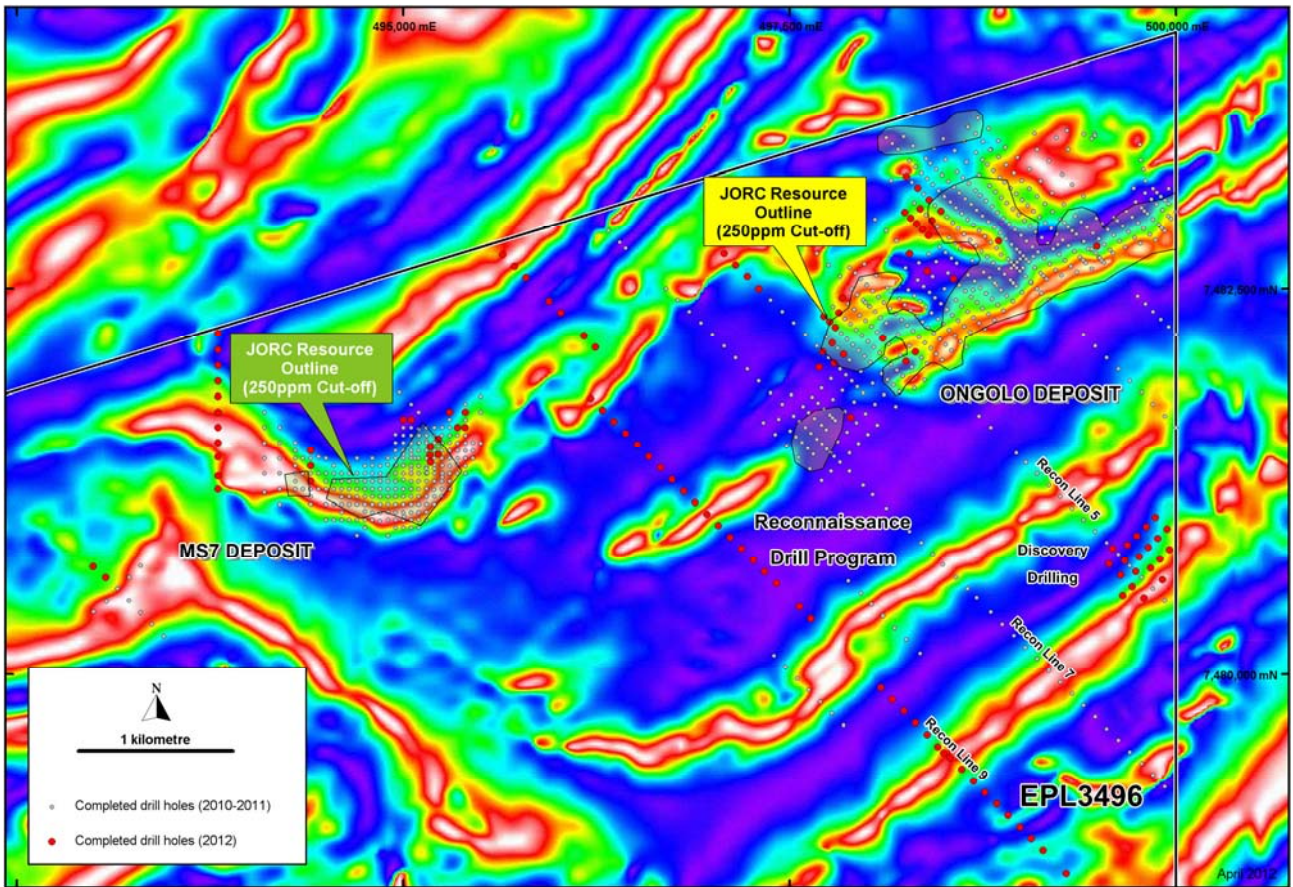 495,000 mE
497,500 mE
500,000 mE
JORC Resource
Outline
(250ppm Cut-off)
7,482,500 mN
JORC Resource
Outline
(250ppm Cut-off)
ONGOLO DEPOSIT
Recon Line 5
MS7 DEPOSIT
Reconnaissance
Drill Program
Discovery
Drilling
Recon Line 7
7,480,000 mN
Recon Line 9
EPL3496
N
1 kilometre
Completed drill holes (2010-2011)
Completed drill holes (2012)
April 2012